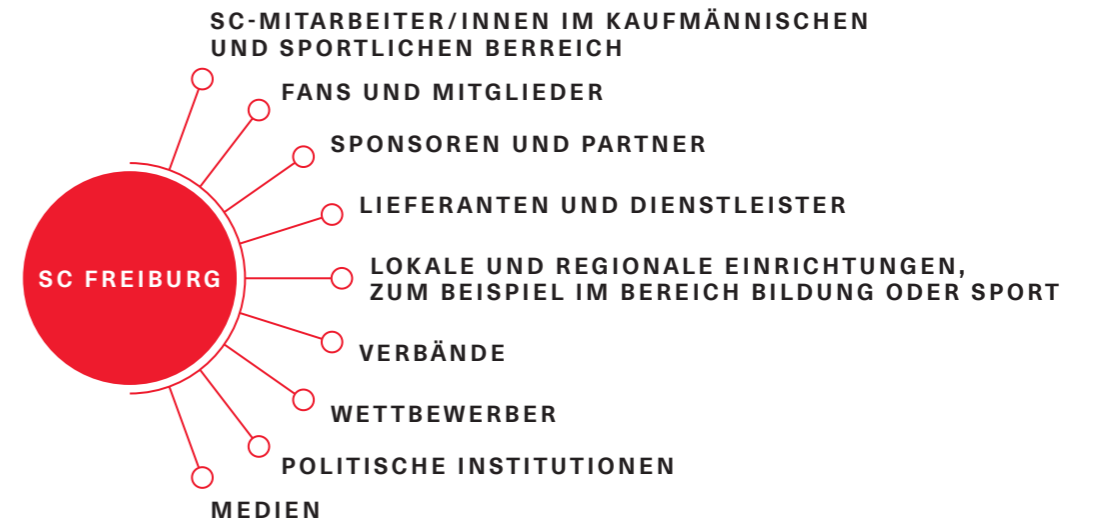 SC-MITARBEITER/INNEN IM KAUFMÄNNISCHEN
UND SPORTLICHEN BERREICH
FANS UND MITGLIEDER
SPONSOREN UND PARTNER
LIEFERANTEN UND DIENSTLEISTER
SC FREIBURG
LOKALE UND REGIONALE EINRICHTUNGEN,
ZUM BEISPIEL IM BEREICH BILDUNG ODER SPORT
VERBÄNDE
WETTBEWERBER
POLITISCHE INSTITUTIONEN
MEDIEN